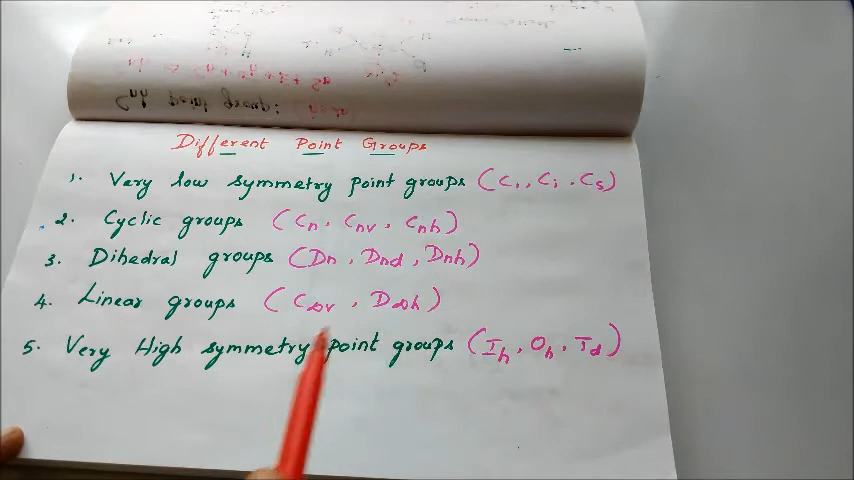 Different Point Groups
1. Very low symmetry point groups (C₁, Cᵢ, Cₛ)
2. Cyclic groups (Cn, Cnv, Cnh)
3. Dihedral groups (Dn, Dnd, Dnh)
4. Linear groups (C∞v, D∞h)
5. Very High symmetry point groups (Ih, Oh, Td)